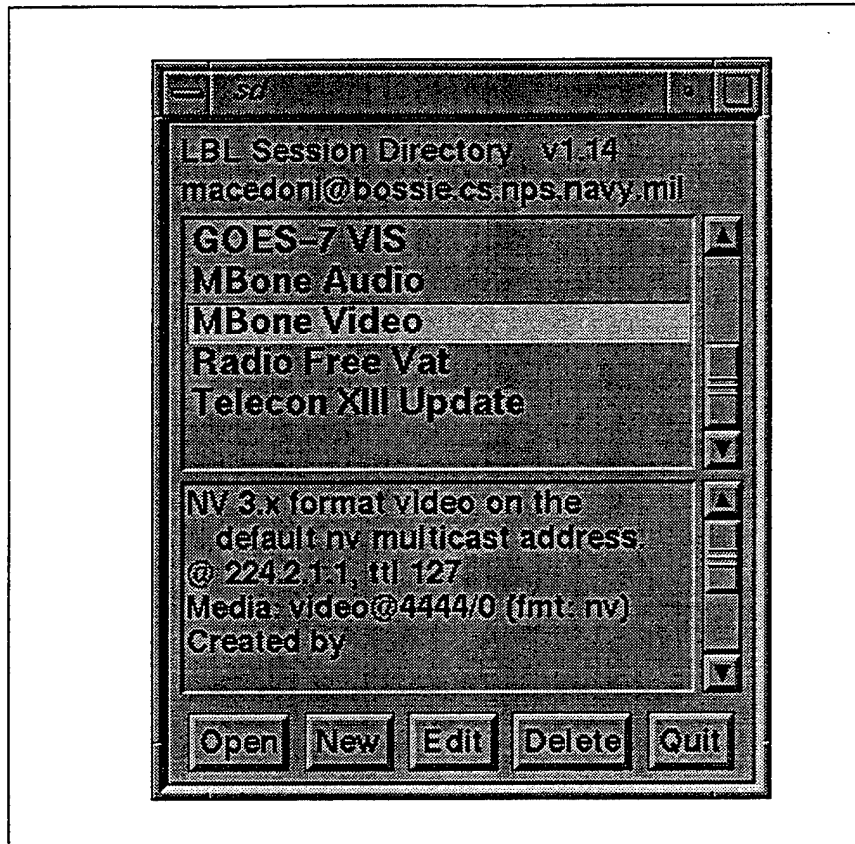 sd
LBL Session Directory v1.14
macedoni@bossie.cs.nps.navy.mil
GOES-7 VIS
MBone Audio
MBone Video
Radio Free Vat
Telecon XIII Update
NV 3.x format video on the
default nv multicast address.
@ 224.2.1.1, ttl 127
Media: video@4444/0 (fmt: nv)
Created by
Open New Edit Delete Quit